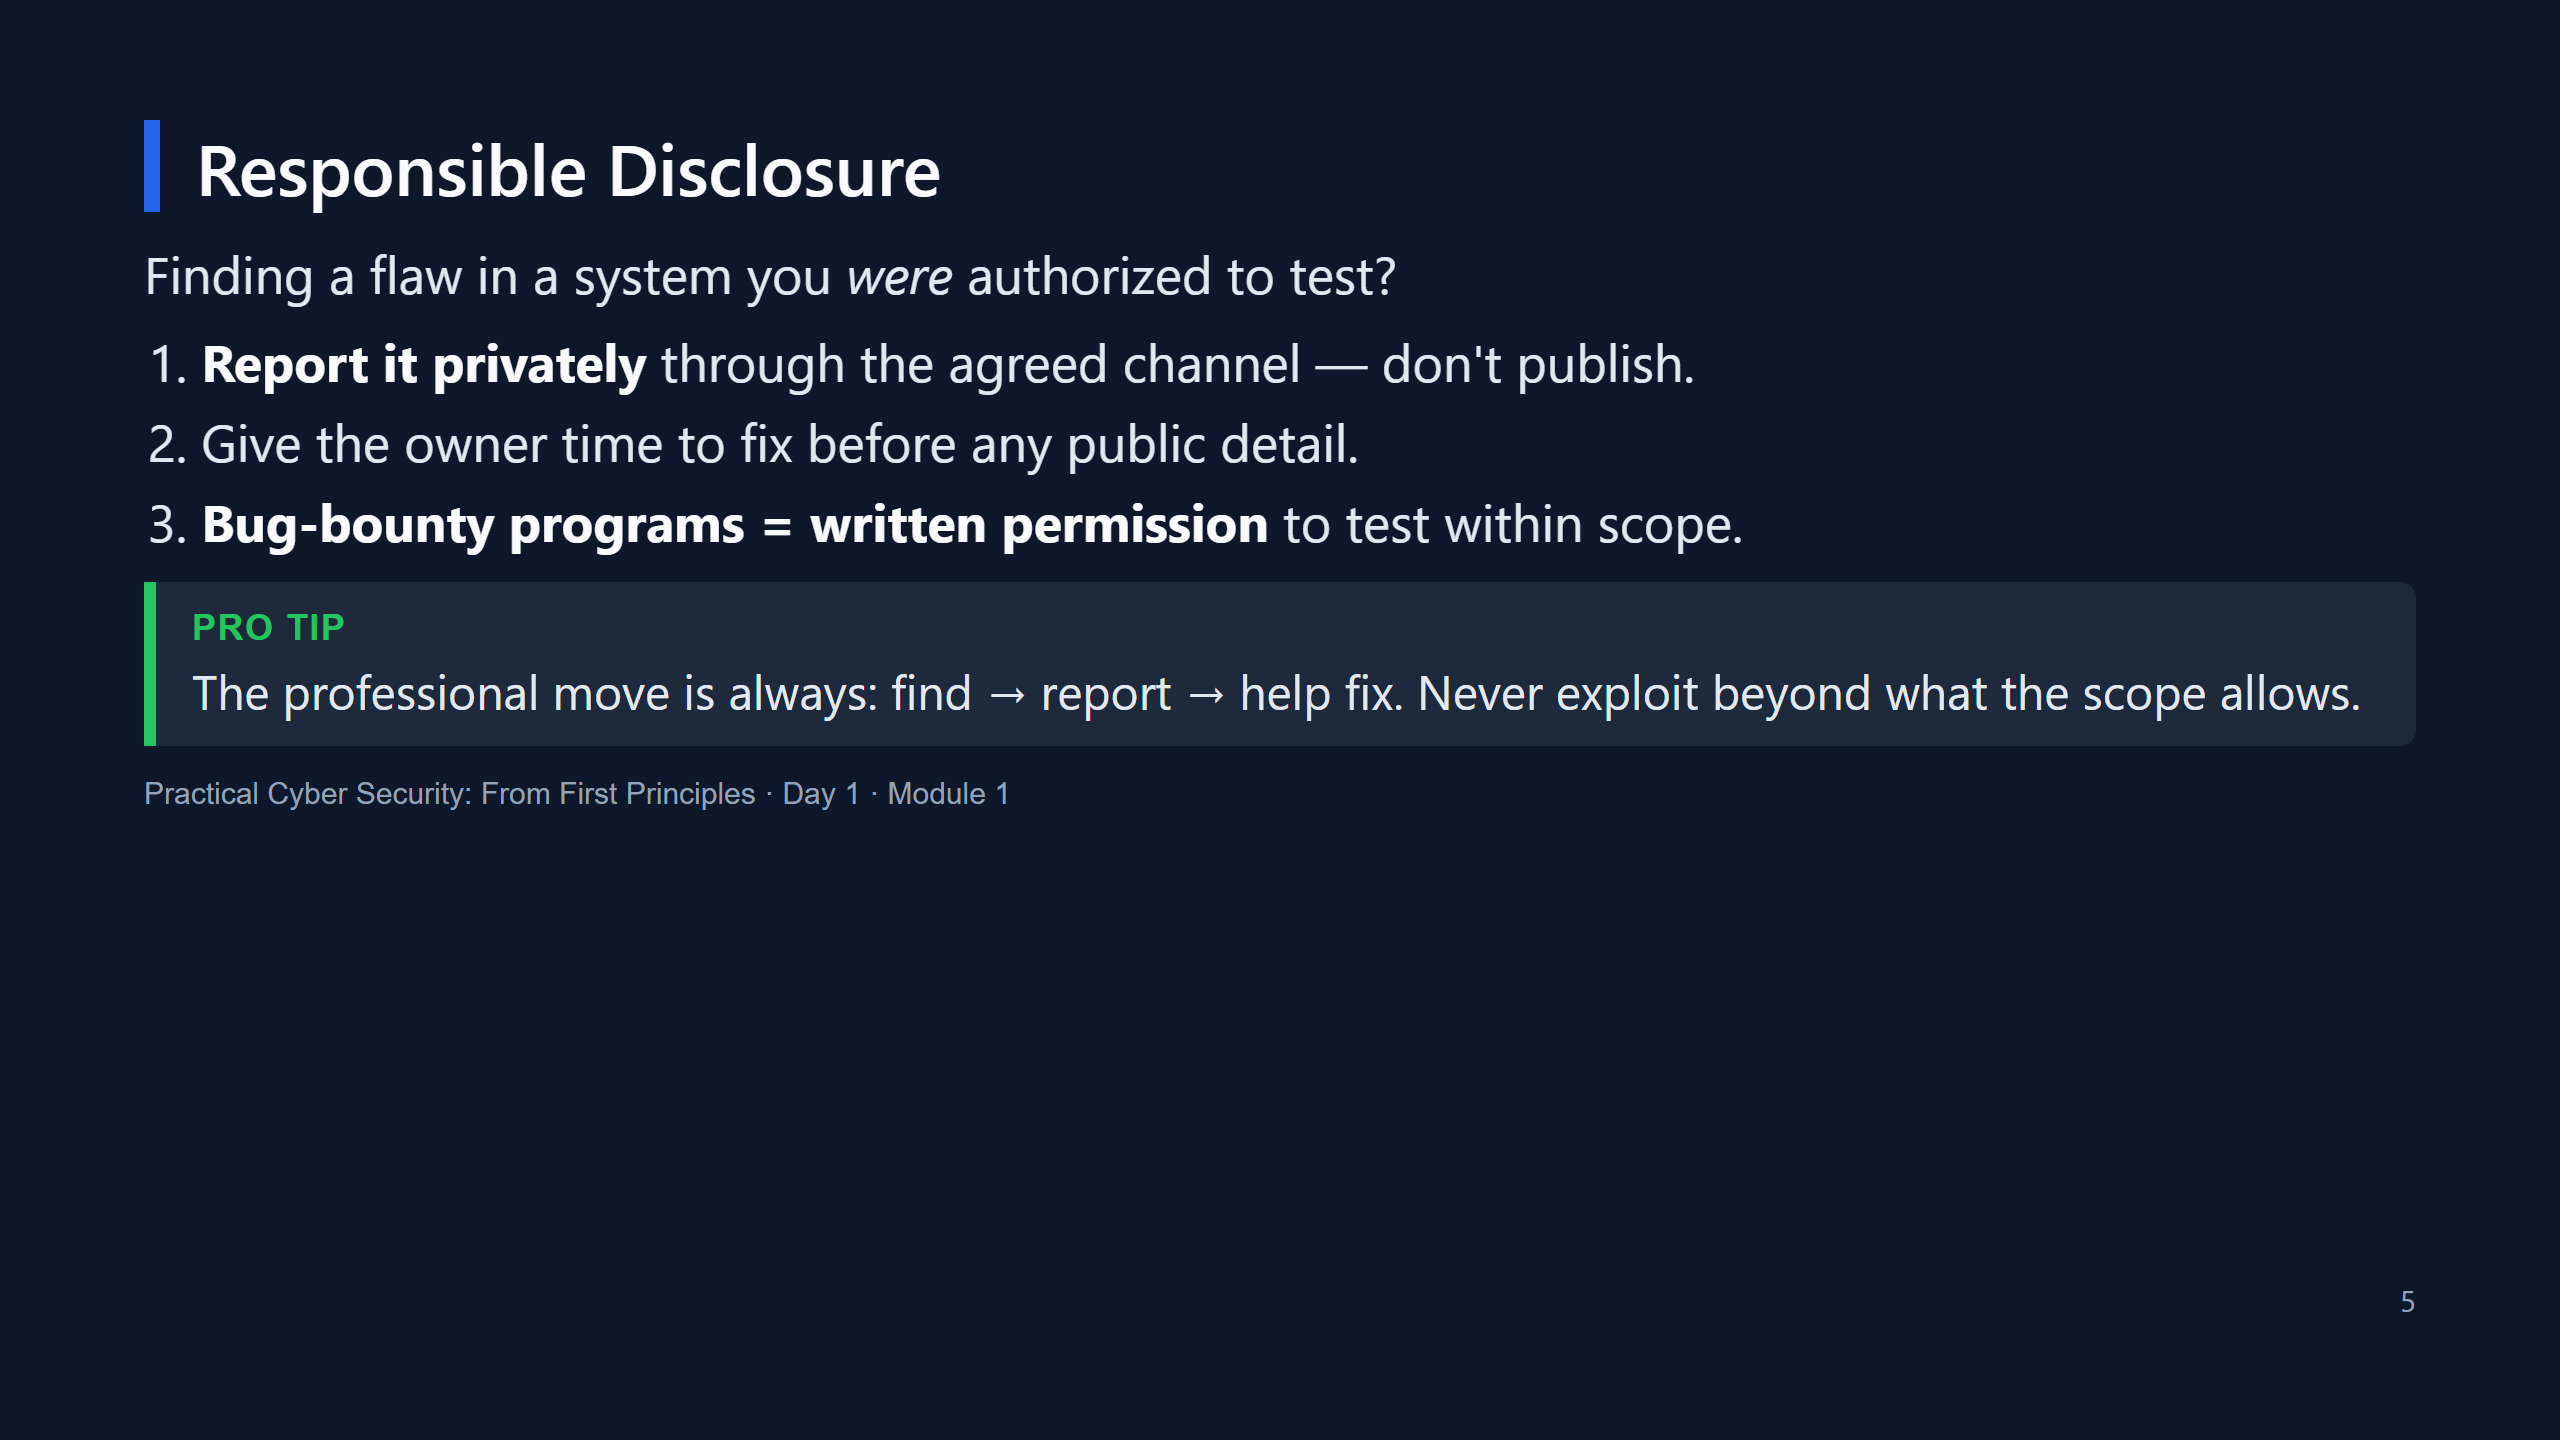 Responsible Disclosure
Finding a flaw in a system you were authorized to test?
1. Report it privately through the agreed channel — don't publish.
2. Give the owner time to fix before any public detail.
3. Bug-bounty programs = written permission to test within scope.
PRO TIP
The professional move is always: find → report → help fix. Never exploit beyond what the scope allows.
Practical Cyber Security: From First Principles · Day 1 · Module 1
5